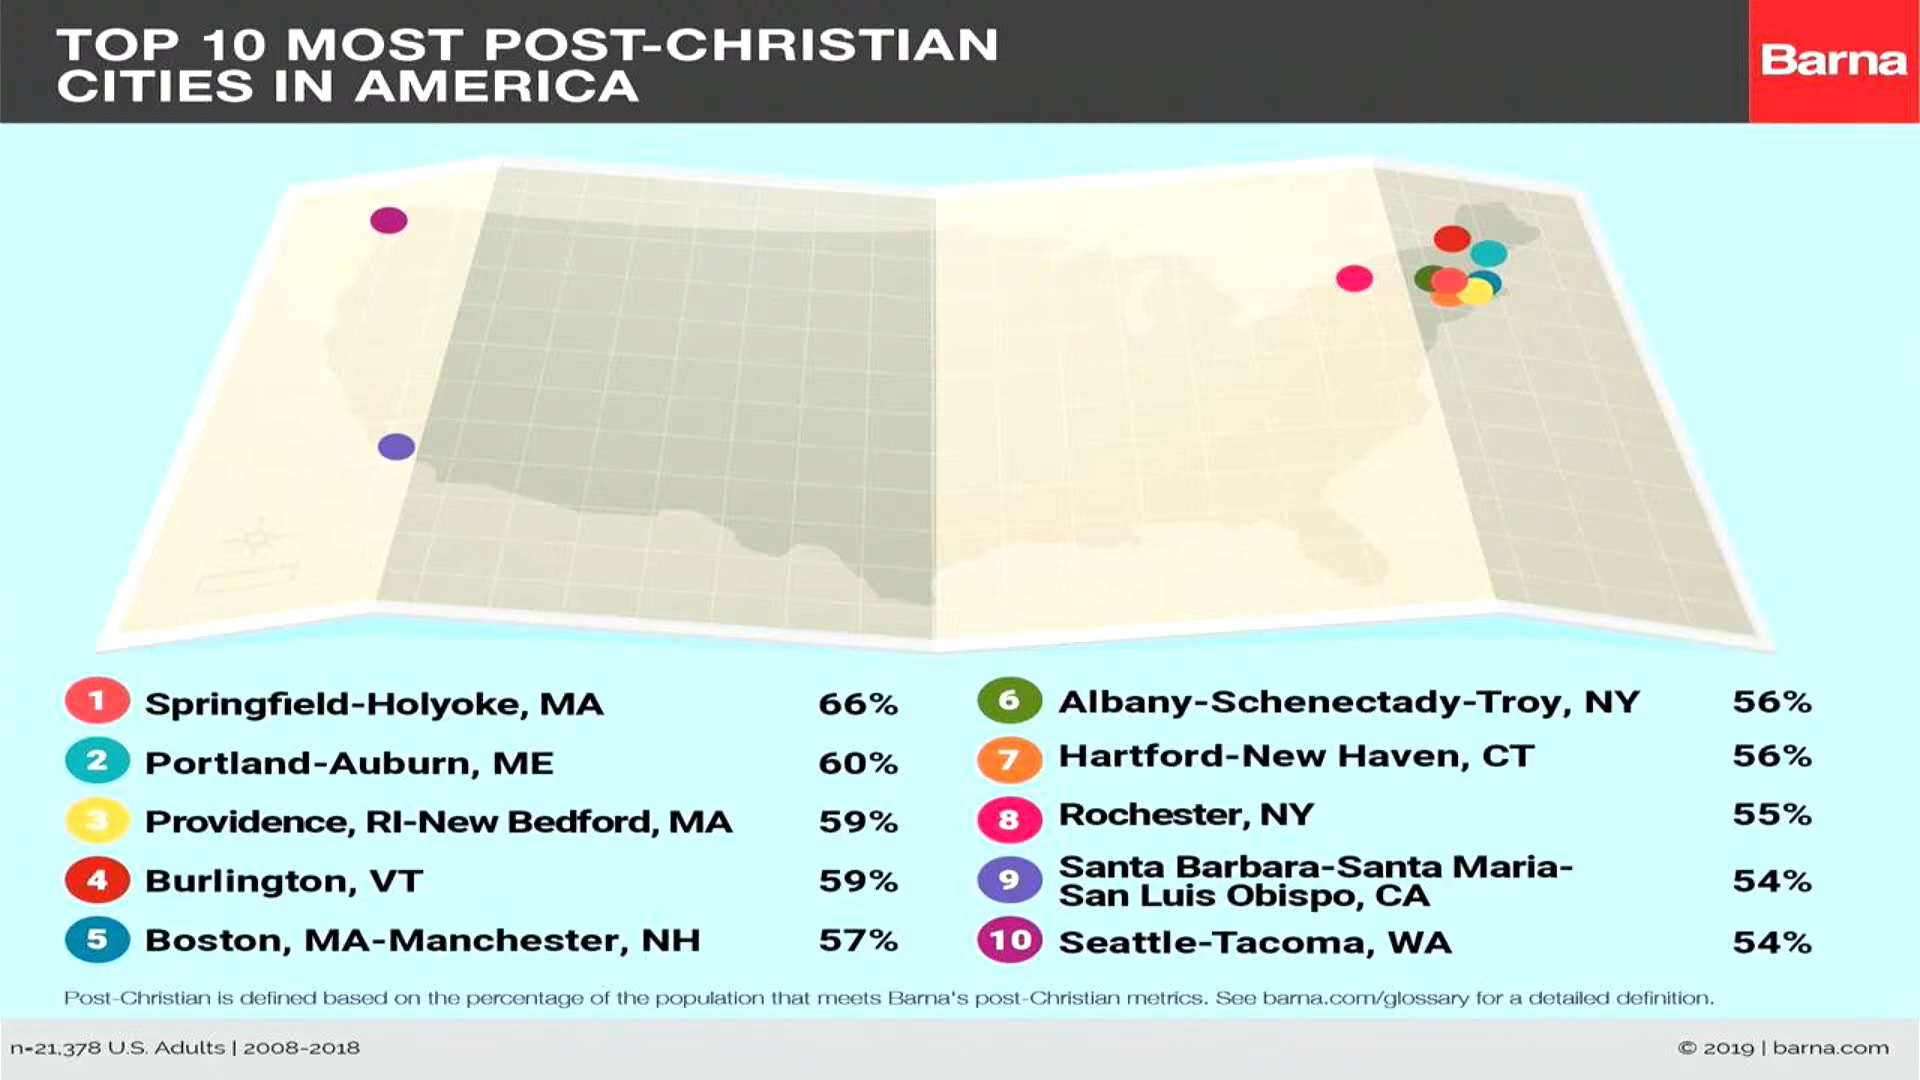 TOP 10 MOST POST-CHRISTIAN
CITIES IN AMERICA
Barna
1 Springfield-Holyoke, MA 66%
2 Portland-Auburn, ME 60%
3 Providence, RI-New Bedford, MA 59%
4 Burlington, VT 59%
5 Boston, MA-Manchester, NH 57%
6 Albany-Schenectady-Troy, NY 56%
7 Hartford-New Haven, CT 56%
8 Rochester, NY 55%
9 Santa Barbara-Santa Maria-
San Luis Obispo, CA 54%
10 Seattle-Tacoma, WA 54%
Post-Christian is defined based on the percentage of the population that meets Barna's post-Christian metrics. See barna.com/glossary for a detailed definition.
n=21,378 U.S. Adults | 2008-2018
© 2019 | barna.com